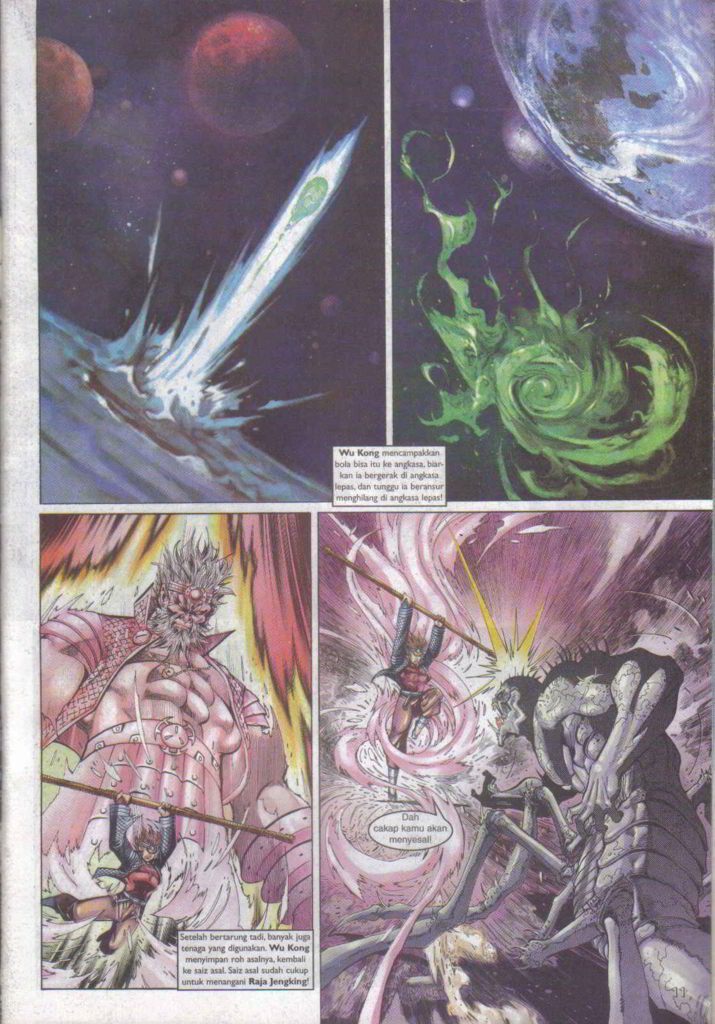 Wu Kong mencampakkan
bola bisa itu ke angkasa, biar-
kan ia bergerak di angkasa
lepas, dan tunggu ia beransur
menghilang di angkasa lepas!
Setelah bertarung tadi, banyak juga
tenaga yang digunakan. Wu Kong
menyimpan roh asalnya, kembali
ke saiz asal. Saiz asal sudah cukup
untuk menangani Raja Jengking!
Dah
cakap kamu akan
menyesal!